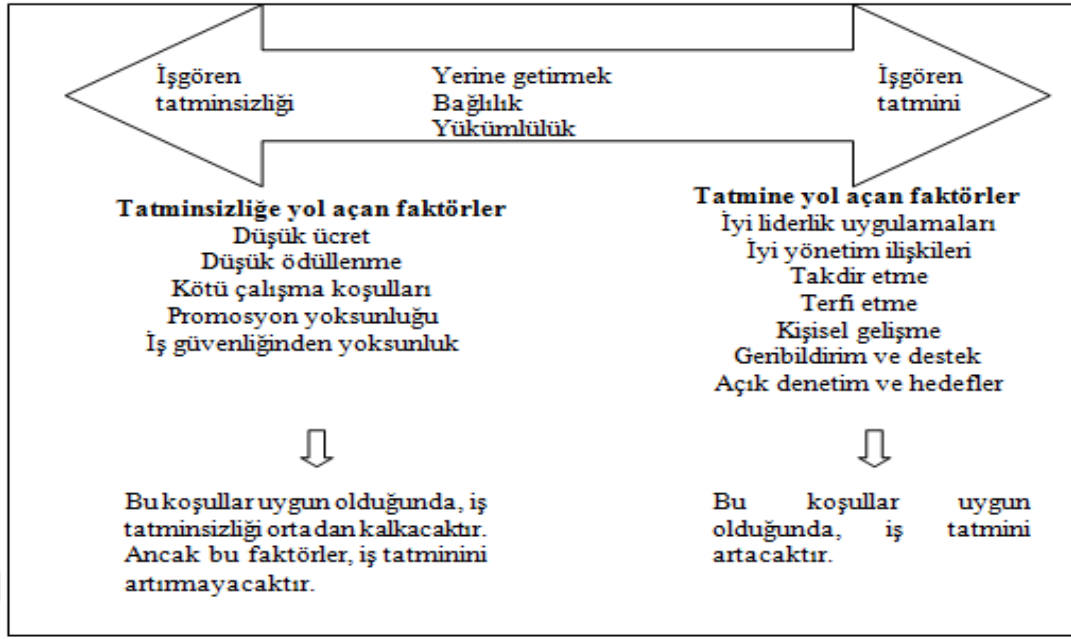 İşgören
tatminsizliği
Yerine getirmek
Bağlılık
Yükümlülük
İşgören
tatmini
Tatminsizliğe yol açan faktörler
Düşük ücret
Düşük ödüllenme
Kötü çalışma koşulları
Promosyon yoksunluğu
İş güvenliğinden yoksunluk
Tatmine yol açan faktörler
İyi liderlik uygulamaları
İyi yönetim ilişkileri
Takdir etme
Terfi etme
Kişisel gelişme
Geribildirim ve destek
Açık denetim ve hedefler
Bu koşullar uygun olduğunda, iş
tatminsizliği ortadan kalkacaktır.
Ancak bu faktörler, iş tatminini
artırmayacaktır.
Bu koşullar uygun
olduğunda, iş tatmini
artacaktır.